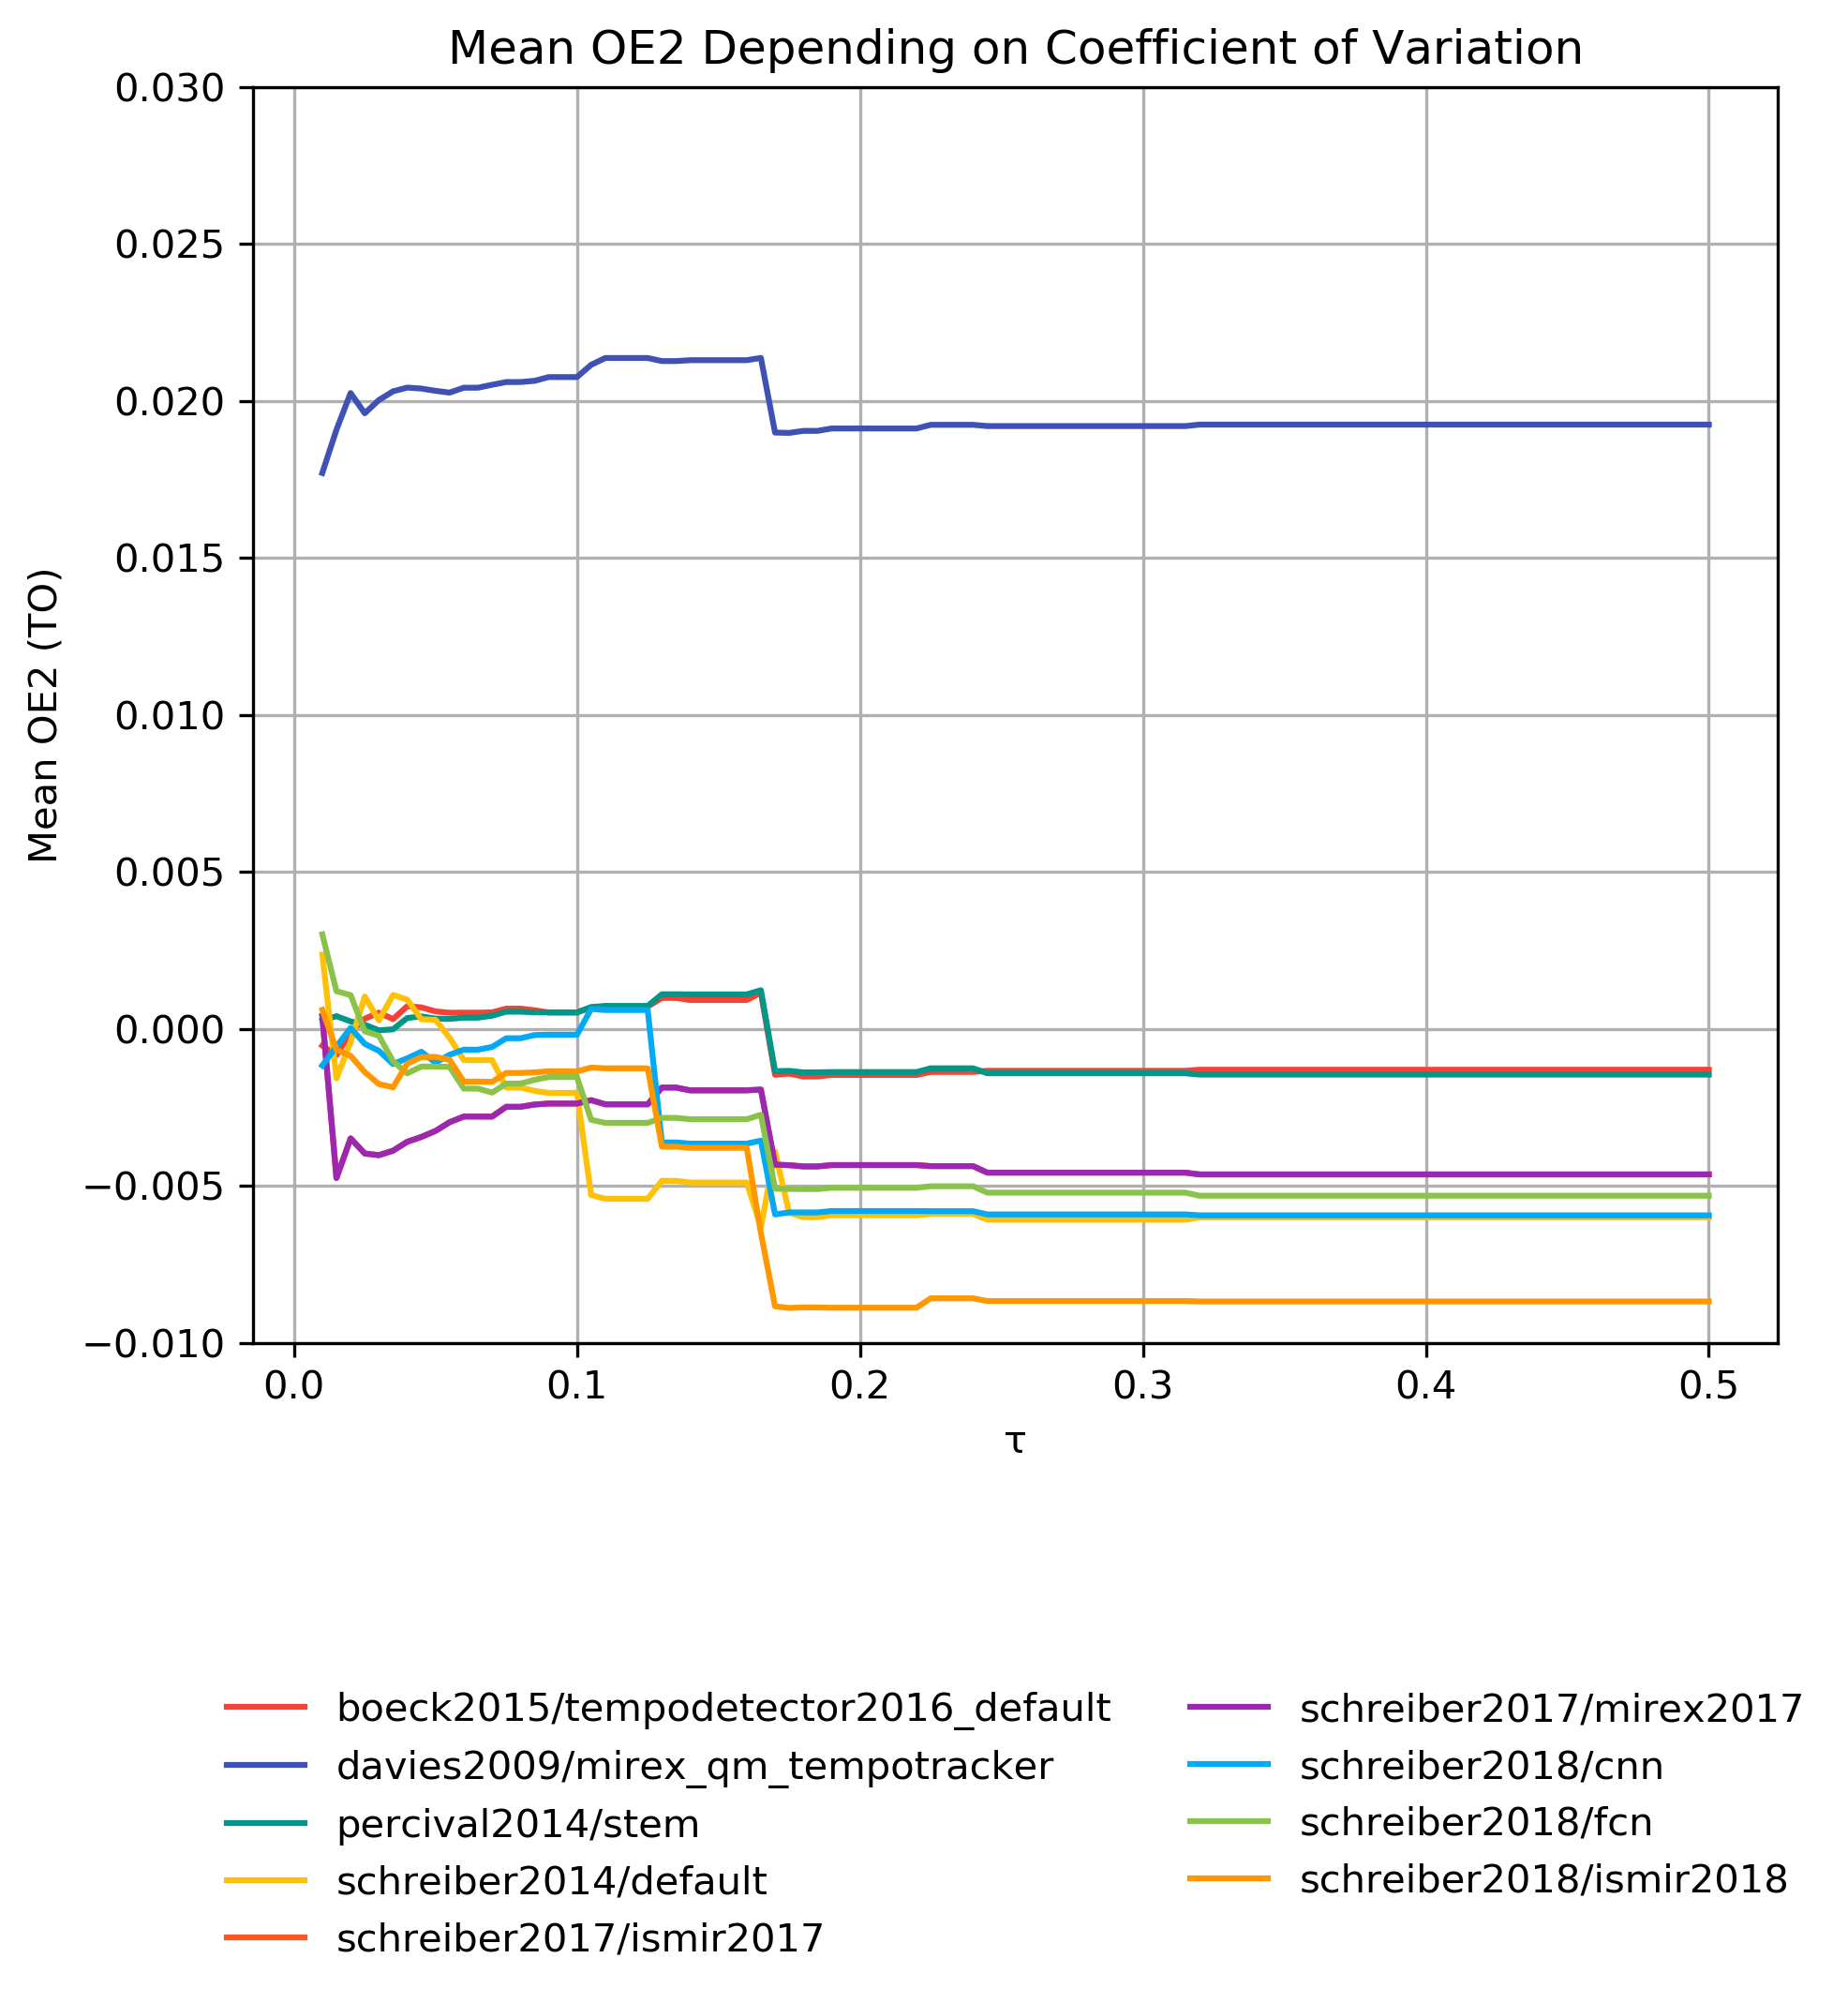 Mean OE2 Depending on Coefficient of Variation
0.030
0.025
0.020
0.015
0.010
0.005
0.000
−0.005
−0.010
Mean OE2 (TO)
0.0 0.1 0.2 0.3 0.4 0.5
τ
boeck2015/tempodetector2016_default
davies2009/mirex_qm_tempotracker
percival2014/stem
schreiber2014/default
schreiber2017/ismir2017
schreiber2017/mirex2017
schreiber2018/cnn
schreiber2018/fcn
schreiber2018/ismir2018